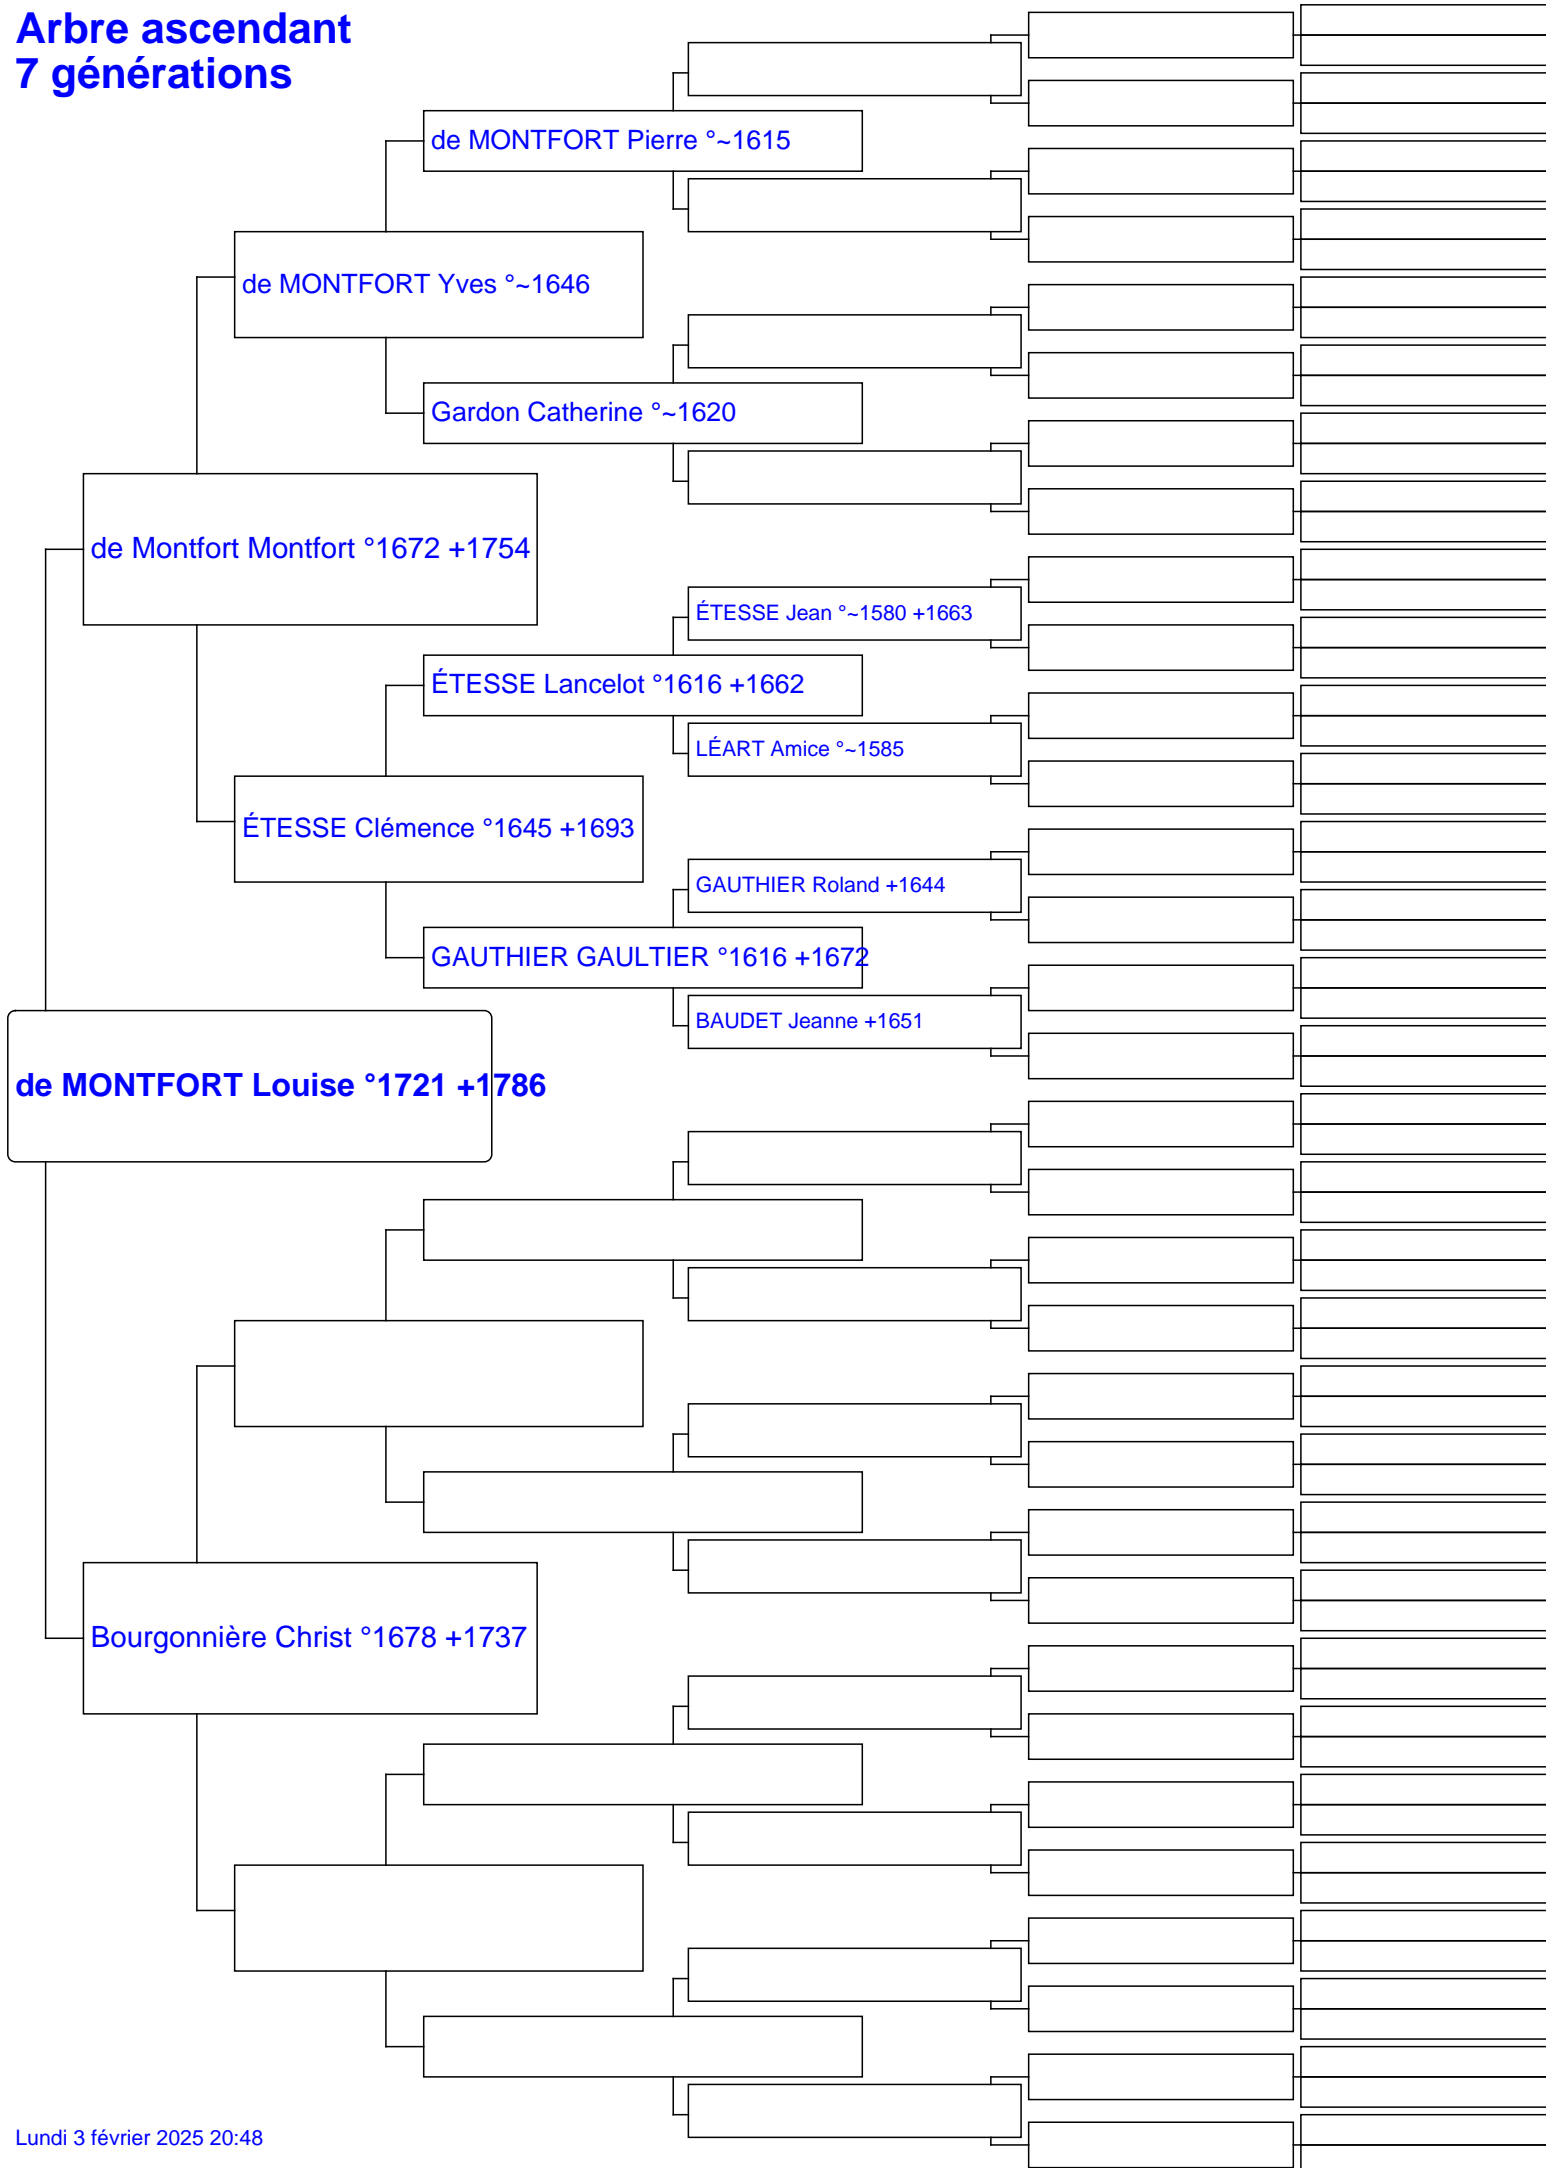 Arbre ascendant
7 générations
de MONTFORT Pierre °~1615
de MONTFORT Yves °~1646
Gardon Catherine °~1620
de Montfort Montfort °1672 +1754
ÉTESSE Jean °~1580 +1663
ÉTESSE Lancelot °1616 +1662
LÉART Amice °~1585
ÉTESSE Clémence °1645 +1693
GAUTHIER Roland +1644
GAUTHIER GAULTIER °1616 +1672
BAUDET Jeanne +1651
de MONTFORT Louise °1721 +1786
Bourgonnière Christ °1678 +1737
Lundi 3 février 2025 20:48